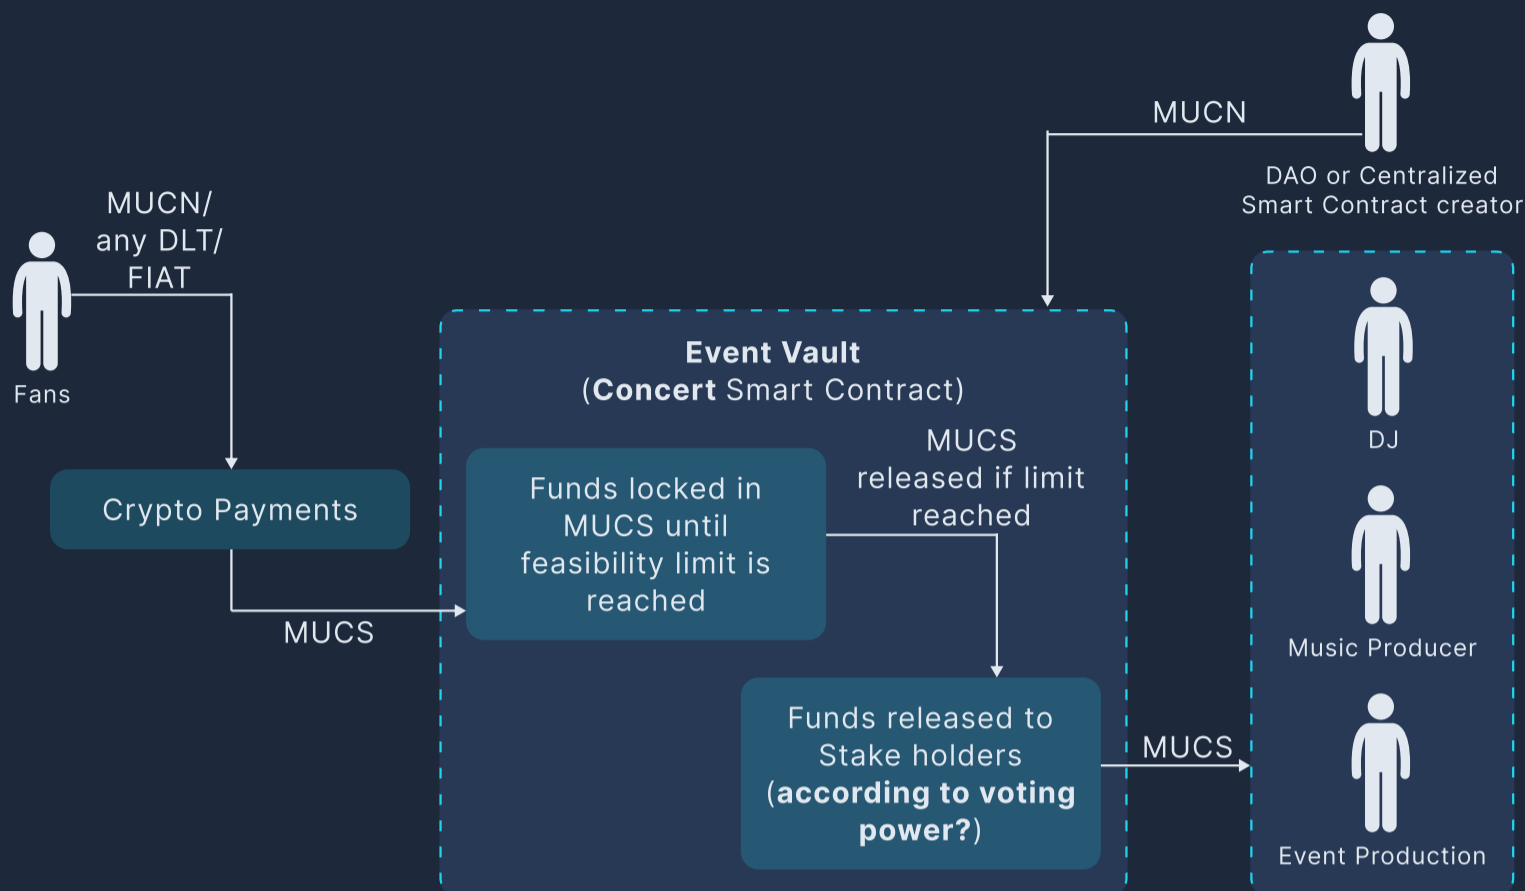 MUCN
DAO or Centralized
Smart Contract creator
MUCN/
any DLT/
FIAT
Fans
Crypto Payments
MUCS
Event Vault
(Concert Smart Contract)
Funds locked in
MUCS until
feasibility limit is
reached
MUCS
released if limit
reached
Funds released to
Stake holders
(according to voting
power?)
MUCS
DJ
Music Producer
Event Production